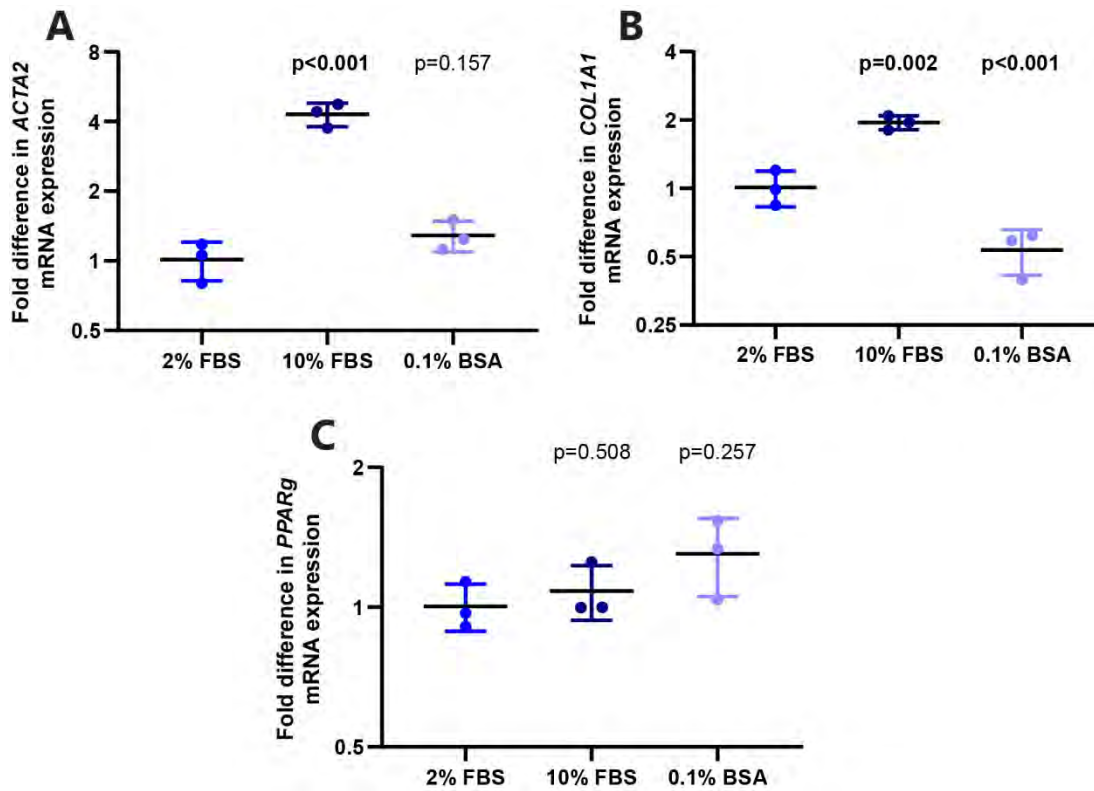 A
Fold difference in ACTA2
mRNA expression
8
4
2
1
0.5
p<0.001
p=0.157
2% FBS
10% FBS
0.1% BSA
B
Fold difference in COL1A1
mRNA expression
4
2
1
0.5
0.25
p=0.002
p<0.001
2% FBS
10% FBS
0.1% BSA
C
Fold difference in PPARg
mRNA expression
2
1
0.5
p=0.508
p=0.257
2% FBS
10% FBS
0.1% BSA